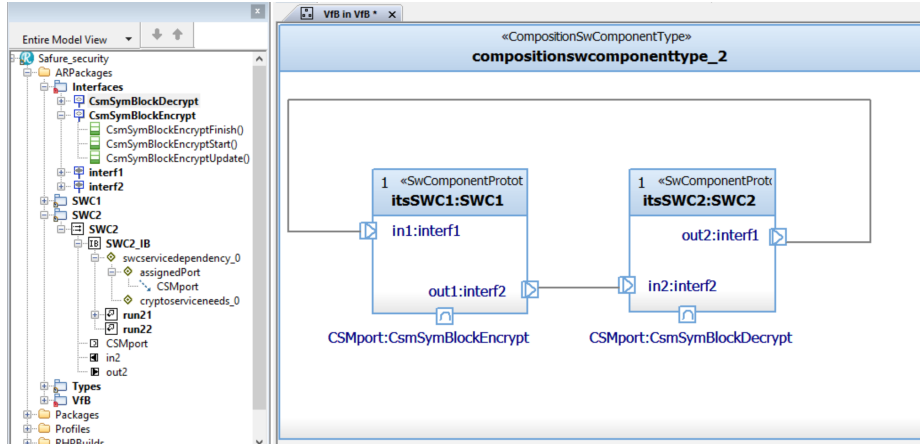 Entire Model View
Safure_security
ARPackages
Interfaces
CsmSymBlockDecrypt
CsmSymBlockEncrypt
CsmSymBlockEncryptFinish()
CsmSymBlockEncryptStart()
CsmSymBlockEncryptUpdate()
interf1
interf2
SWC1
SWC2
SWC2
SWC2_IB
swcservicedependency_0
assignedPort
CSMport
cryptoserviceneeds_0
run21
run22
CSMport
in2
out2
Types
VfB
Packages
Profiles
RHPBuilds
VfB in VfB *
«CompositionSwComponentType»
compositionswcomponenttype_2
1 «SwComponentProtot
itsSWC1:SWC1
in1:interf1
out1:interf2
CSMport:CsmSymBlockEncrypt
1 «SwComponentProtot
itsSWC2:SWC2
out2:interf1
in2:interf2
CSMport:CsmSymBlockDecrypt